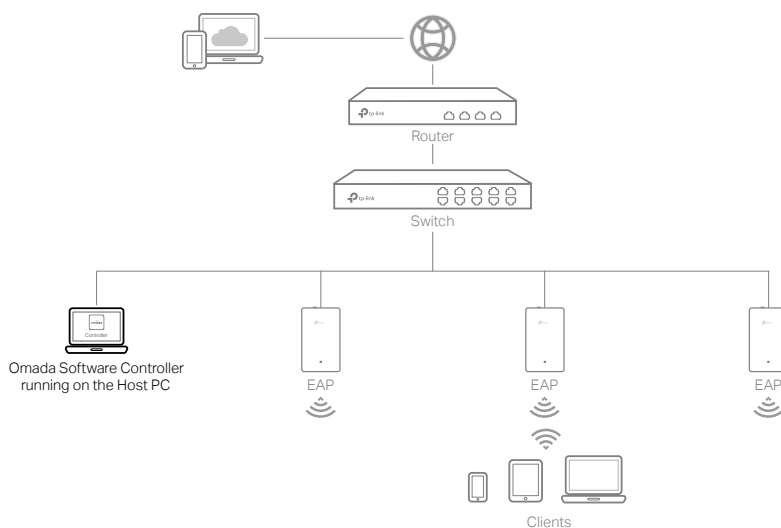 tp-link
Router
tp-link
Switch
Controller
Omada Software Controller
running on the Host PC
EAP
EAP
EAP
Clients